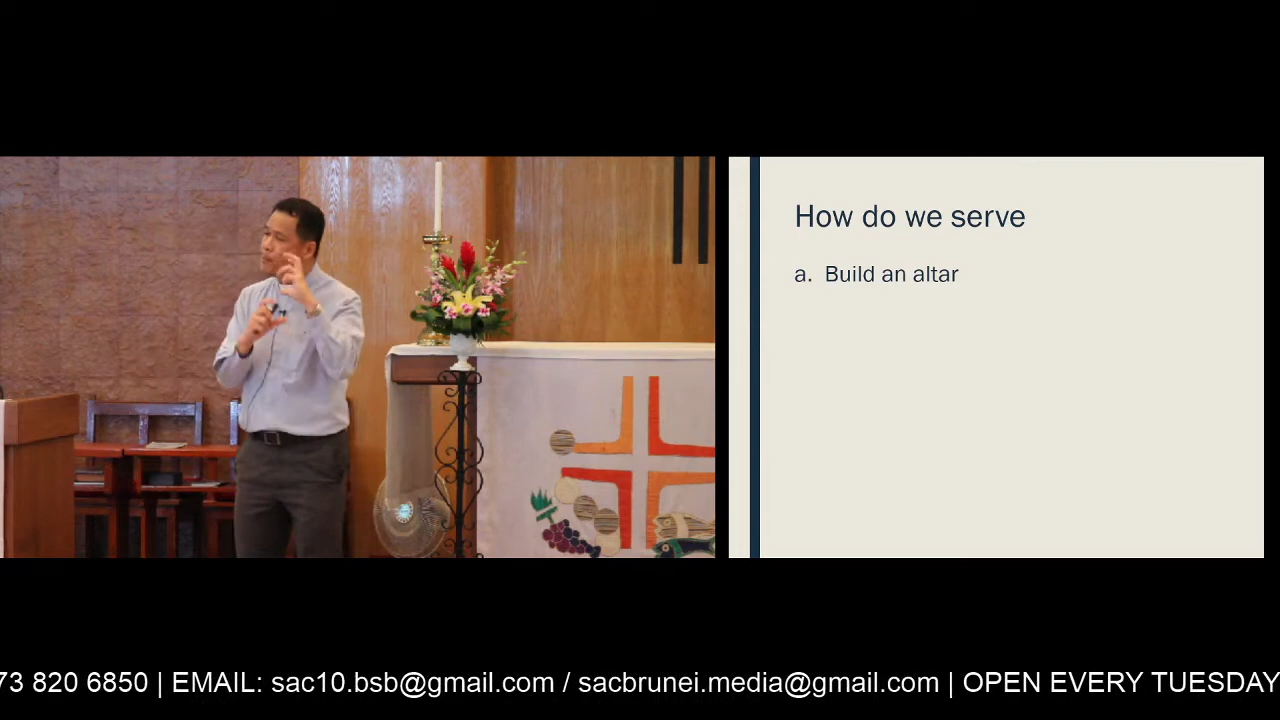 How do we serve
a. Build an altar
73 820 6850 | EMAIL: sac10.bsb@gmail.com / sacbrunei.media@gmail.com | OPEN EVERY TUESDAY